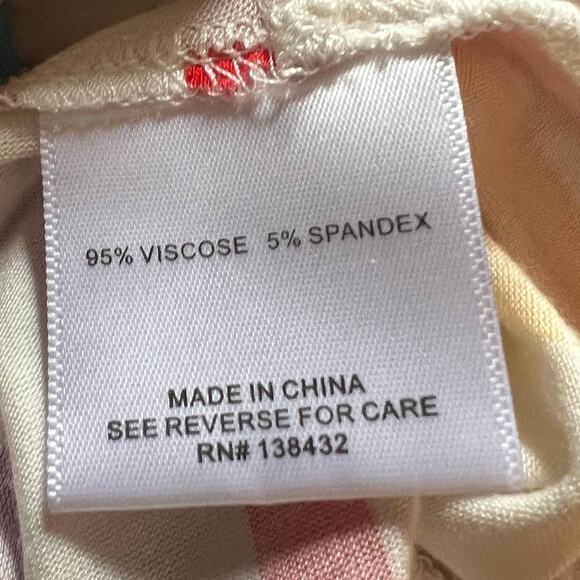 95% VISCOSE 5% SPANDEX
MADE IN CHINA
SEE REVERSE FOR CARE
RN# 138432